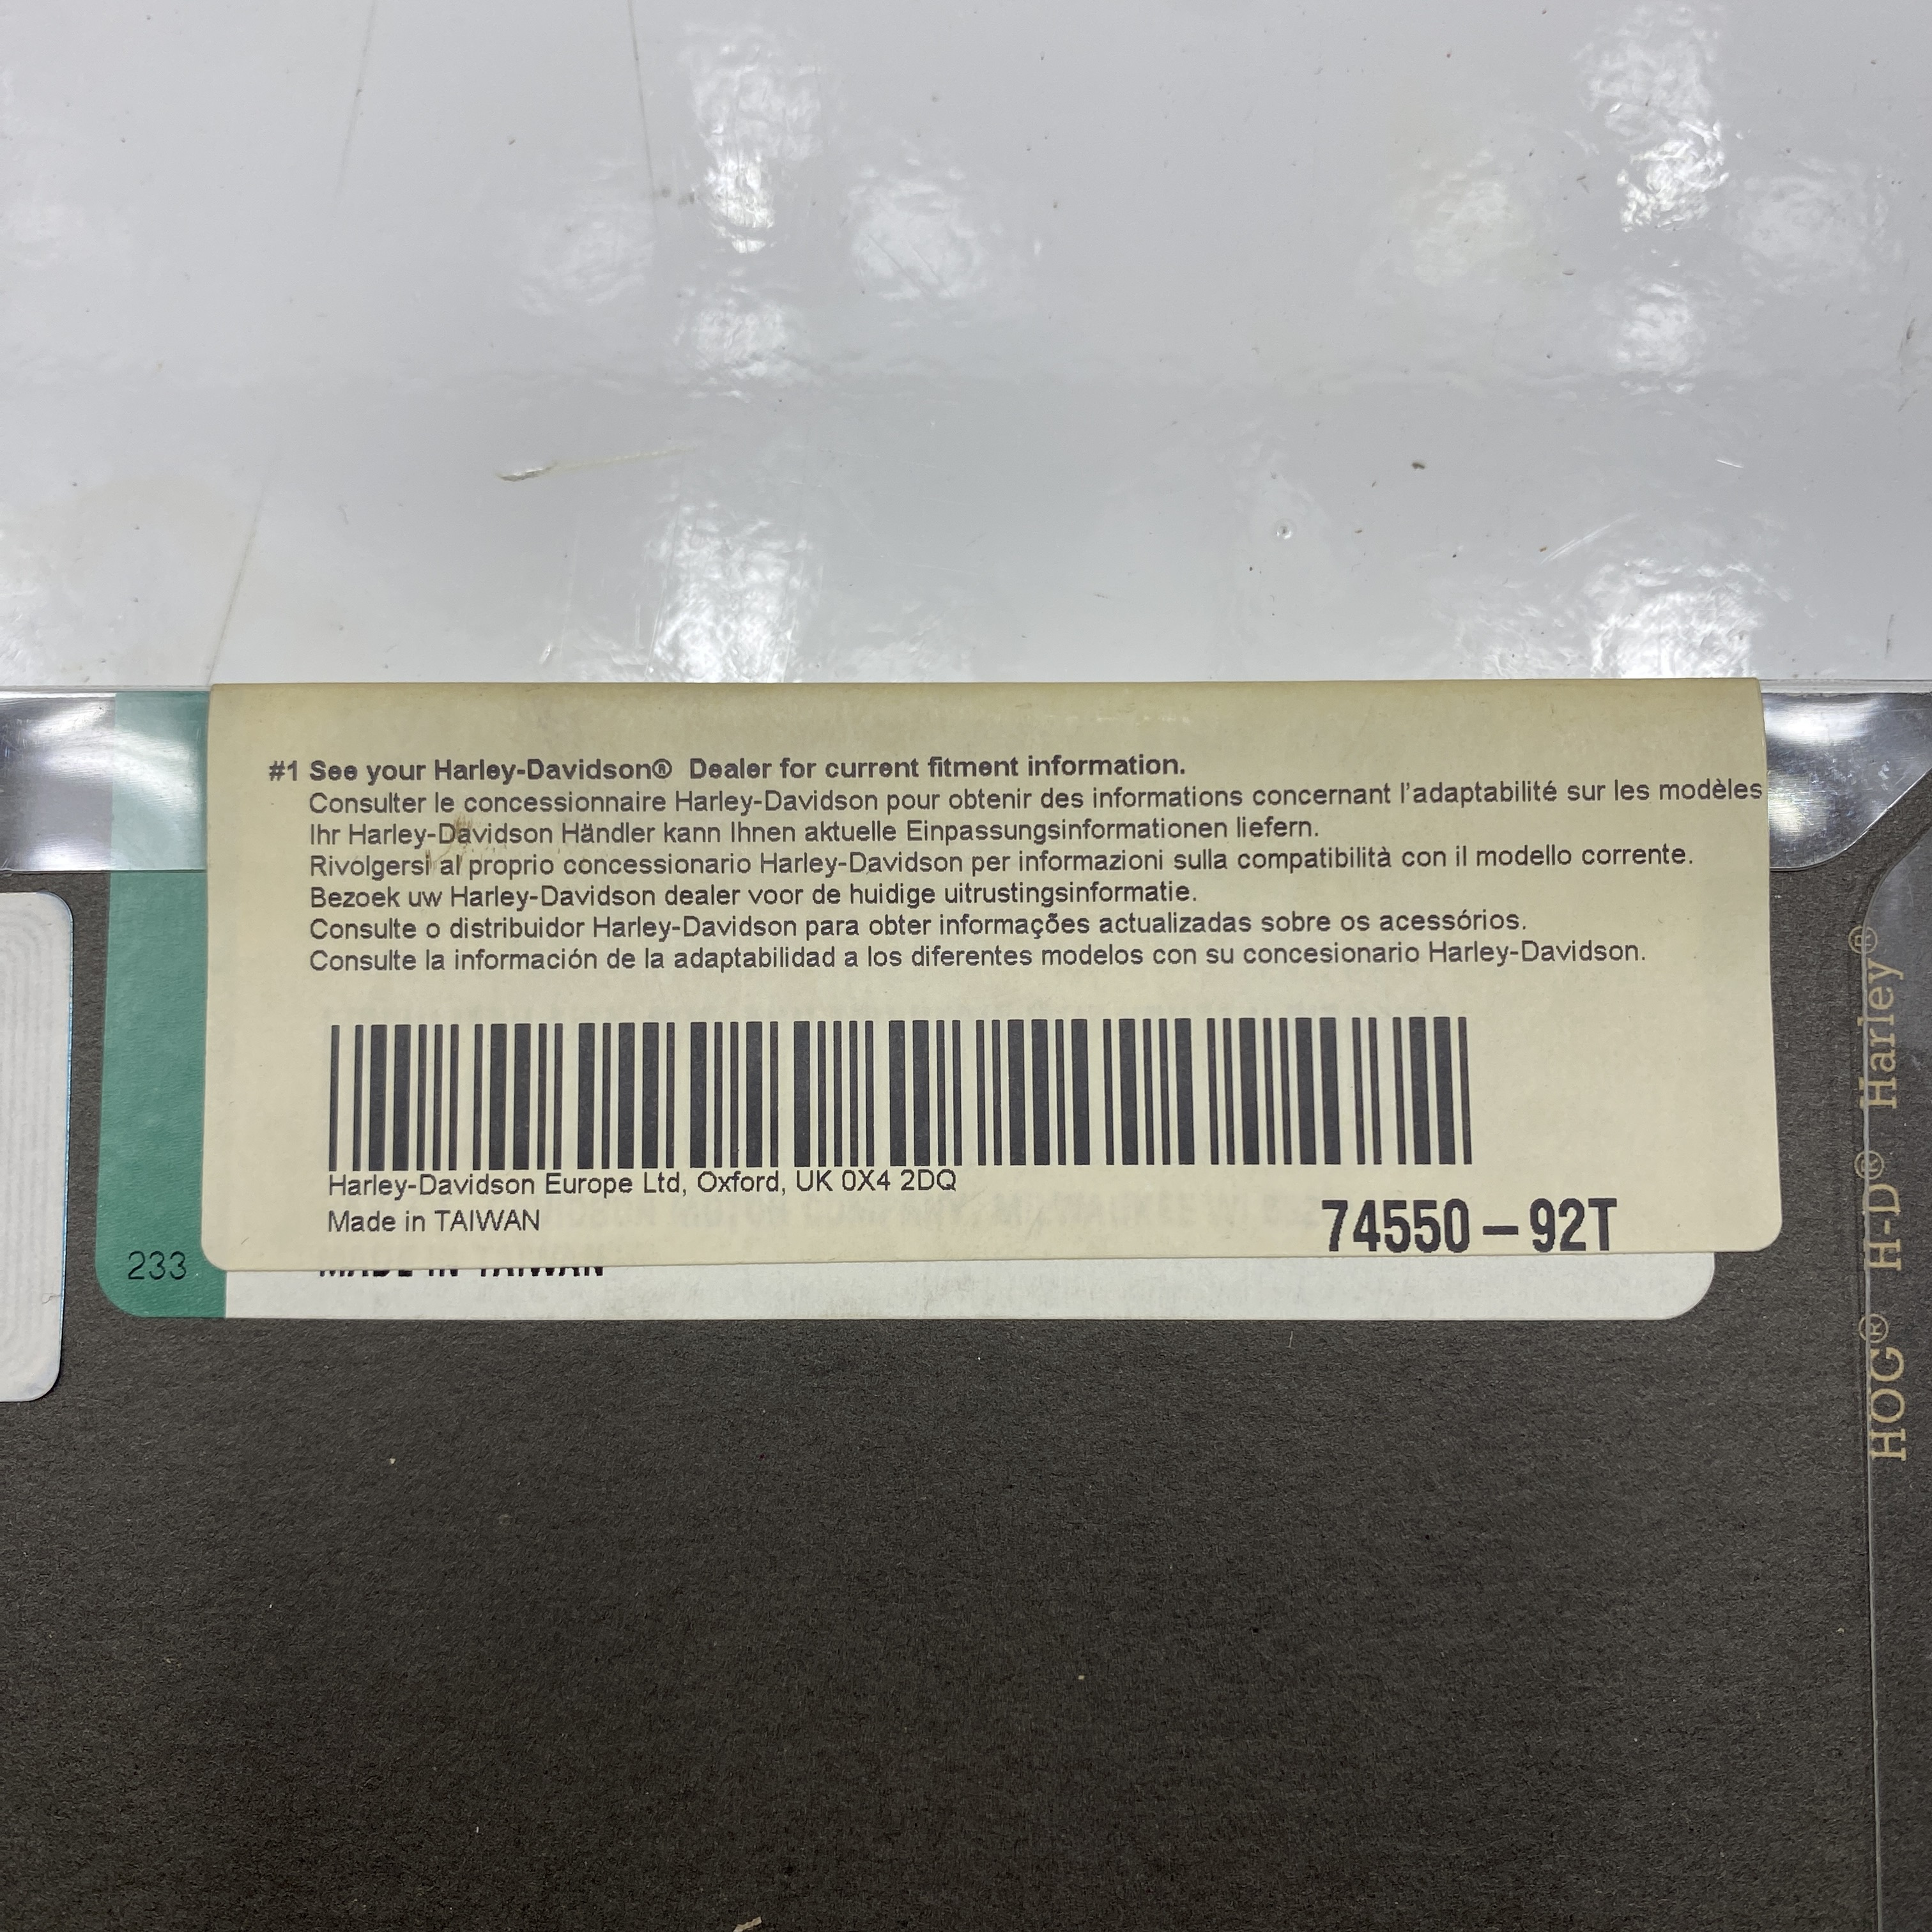 #1 See your Harley-Davidson® Dealer for current fitment information.
Consulter le concessionnaire Harley-Davidson pour obtenir des informations concernant l'adaptabilité sur les modèles
Ihr Harley-Davidson Händler kann Ihnen aktuelle Einpassungsinformationen liefern.
Rivolgersi al proprio concessionario Harley-Davidson per informazioni sulla compatibilità con il modello corrente.
Bezoek uw Harley-Davidson dealer voor de huidige uitrustingsinformatie.
Consulte o distribuidor Harley-Davidson para obter informações actualizadas sobre os acessórios.
Consulte la información de la adaptabilidad a los diferentes modelos con su concesionario Harley-Davidson.
Harley-Davidson Europe Ltd, Oxford, UK 0X4 2DQ
Made in TAIWAN
74550-92T
233
MADE IN TAIWAN
HOG® H-D® Harley®